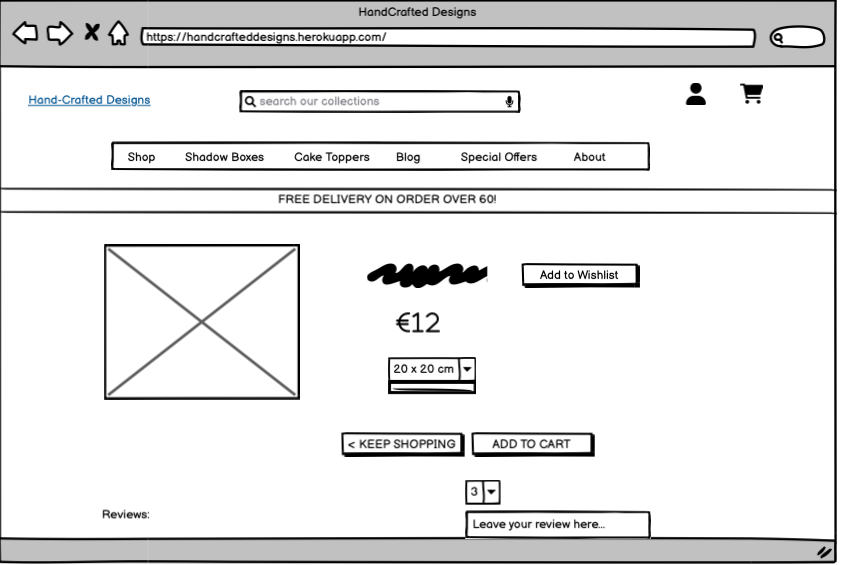 HandCrafted Designs
https://handcrafteddesigns.herokuapp.com/
Hand-Crafted Designs
search our collections
Shop Shadow Boxes Cake Toppers Blog Special Offers About
FREE DELIVERY ON ORDER OVER 60!
Add to Wishlist
€12
20 x 20 cm
< KEEP SHOPPING ADD TO CART
3
Reviews:
Leave your review here...